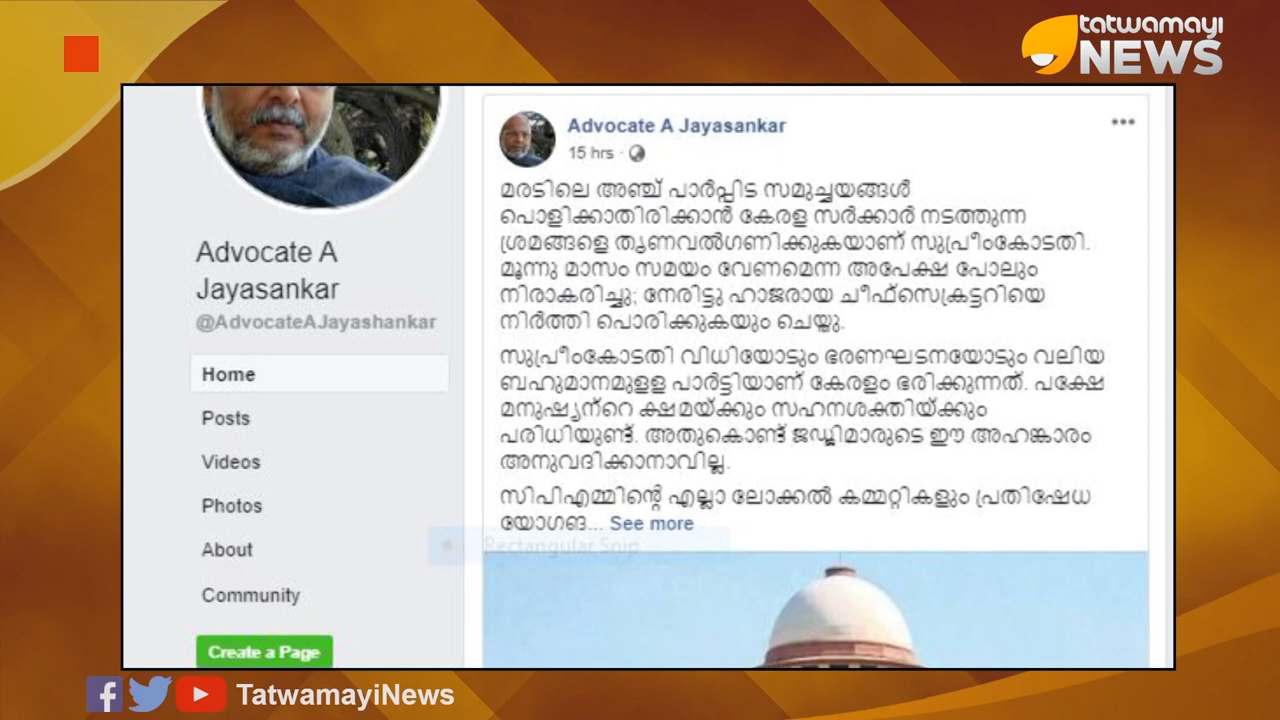 tatwamayi
NEWS
Advocate A Jayasankar
15 hrs ·
മരടിലെ അഞ്ച് പാർപ്പിട സമുച്ചയങ്ങൾ
പൊളിക്കാതിരിക്കാൻ കേരള സർക്കാർ നടത്തുന്ന
ശ്രമങ്ങളെ തൃണവൽഗണിക്കുകയാണ് സുപ്രീംകോടതി.
മൂന്നു മാസം സമയം വേണമെന്ന അപേക്ഷ പോലും
നിരാകരിച്ചു; നേരിട്ടു ഹാജരായ ചീഫ്സെക്രട്ടറിയെ
നിർത്തി പൊരിക്കുകയും ചെയ്തു.
സുപ്രീംകോടതി വിധിയോടും ഭരണഘടനയോടും വലിയ
ബഹുമാനമുളള പാർട്ടിയാണ് കേരളം ഭരിക്കുന്നത്. പക്ഷേ
മനുഷ്യന്റെ ക്ഷമയ്ക്കും സഹനശക്തിയ്ക്കും
പരിധിയുണ്ട്. അതുകൊണ്ട് ജഡ്ജിമാരുടെ ഈ അഹങ്കാരം
അനുവദിക്കാനാവില്ല.
സിപിഎമ്മിന്റെ എല്ലാ ലോക്കൽ കമ്മറ്റികളും പ്രതിഷേധ
യോഗങ... See more
Rectangular Snip
Advocate A
Jayasankar
@AdvocateAJayashankar
Home
Posts
Videos
Photos
About
Community
Create a Page
TatwamayiNews